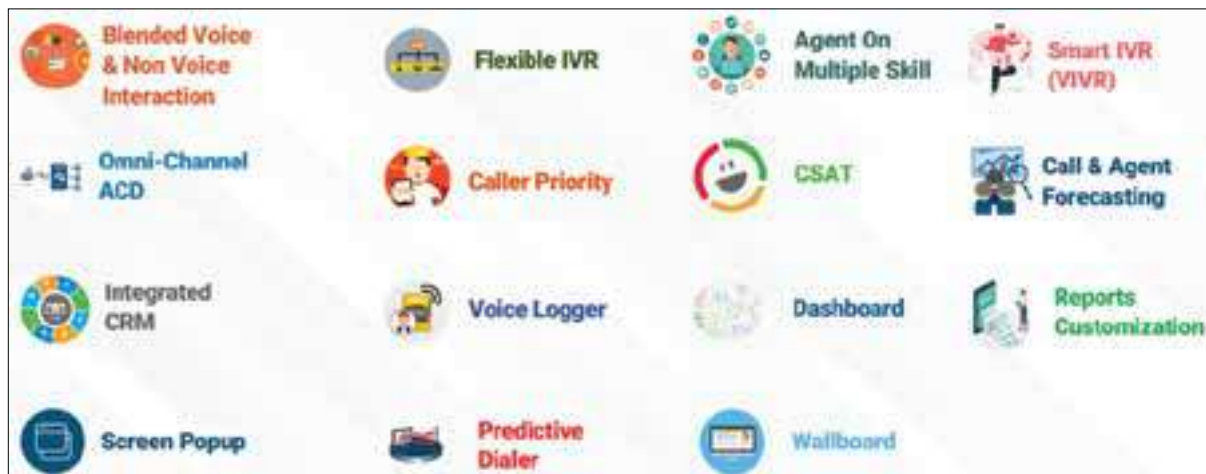 Blended Voice
& Non Voice
Interaction
Flexible IVR
Agent On
Multiple Skill
Smart IVR
(VIVR)
Omni-Channel
ACD
Caller Priority
CSAT
Call & Agent
Forecasting
Integrated
CRM
Voice Logger
Dashboard
Reports
Customization
Screen Popup
Predictive
Dialer
Wallboard